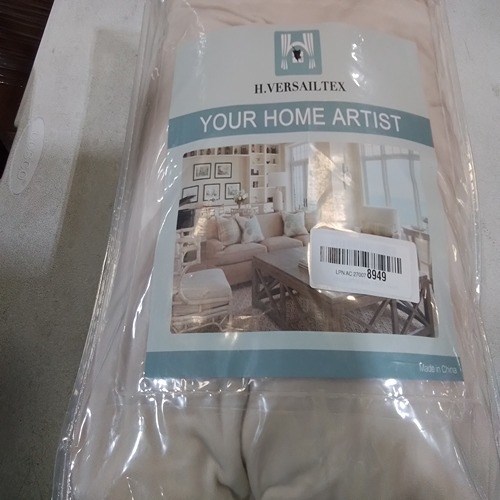 H.VERSAILTEX
YOUR HOME ARTIST
8949
Made in China